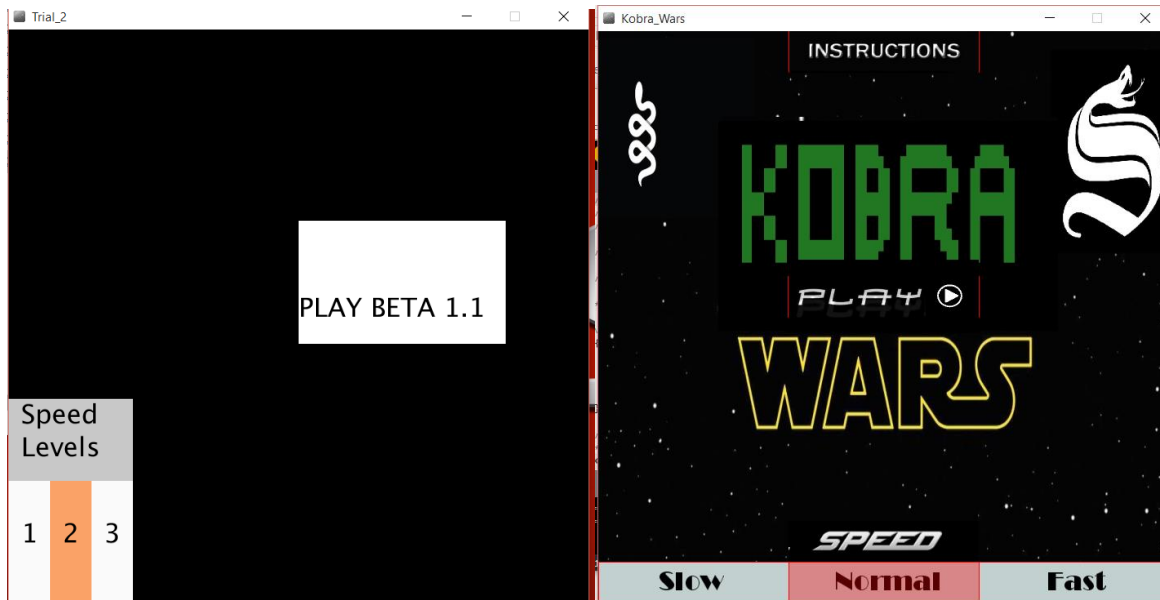 Trial_2
PLAY BETA 1.1
Speed
Levels
1 2 3
Kobra_Wars
INSTRUCTIONS
KOBRA
PLAY
WARS
SPEED
Slow Normal Fast